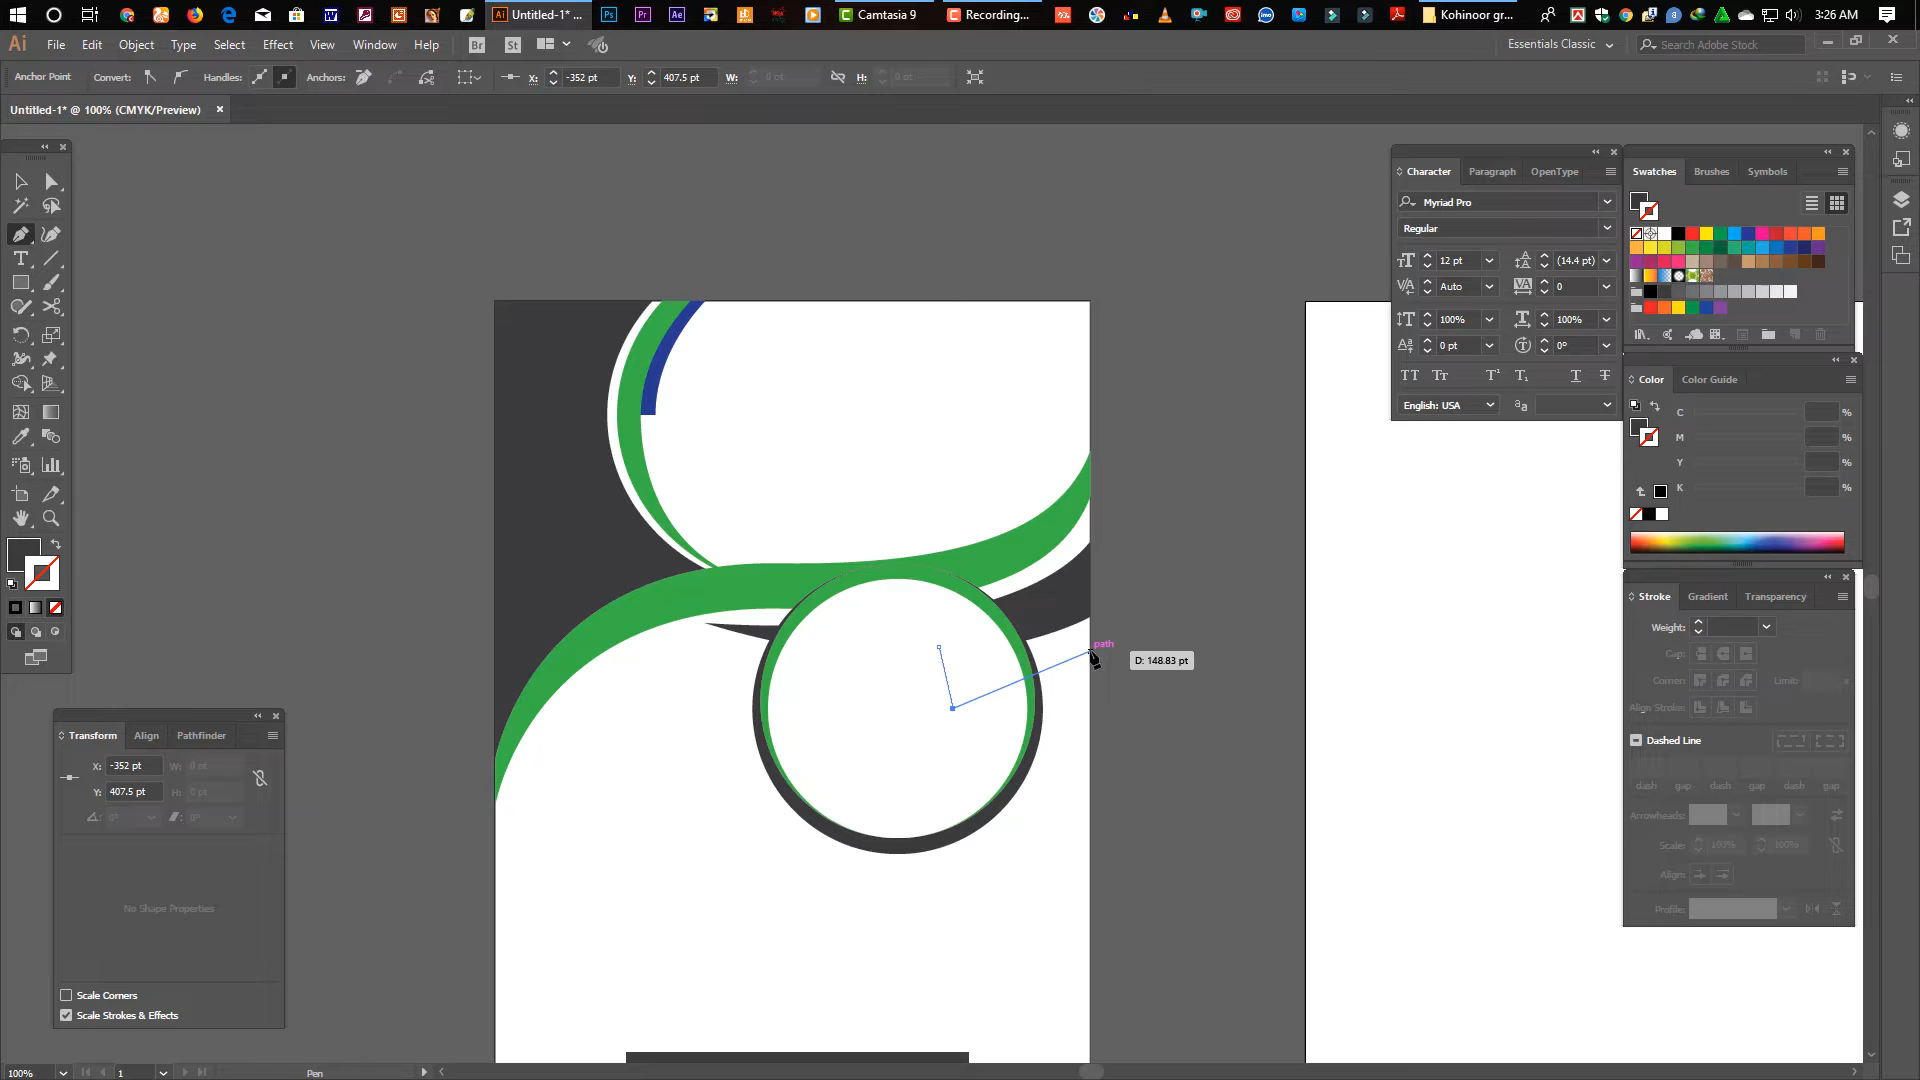 Untitled-1* ...
Camtasia 9
Recording...
Kohinoor gr...
3:26 AM
Ai
File
Edit
Object
Type
Select
Effect
View
Window
Help
Br
St
Essentials Classic
Search Adobe Stock
Anchor Point
Convert:
Handles:
Anchors:
X:
-352 pt
Y:
407.5 pt
W:
0 pt
H:
0 pt
Untitled-1* @ 100% (CMYK/Preview)
Character
Paragraph
OpenType
Myriad Pro
Regular
12 pt
(14.4 pt)
Auto
0
100%
100%
0 pt
0°
English: USA
Swatches
Brushes
Symbols
Color
Color Guide
C
%
M
%
Y
%
K
%
Stroke
Gradient
Transparency
Weight:
Cap:
Corner:
Limit:
Align Stroke:
Dashed Line
dash
gap
dash
gap
dash
gap
Arrowheads:
Scale:
100%
100%
Align:
Profile:
path
D: 148.83 pt
Transform
Align
Pathfinder
X:
-352 pt
W:
0 pt
Y:
407.5 pt
H:
0 pt
0°
0°
No Shape Properties
Scale Corners
Scale Strokes & Effects
100%
1
Pen